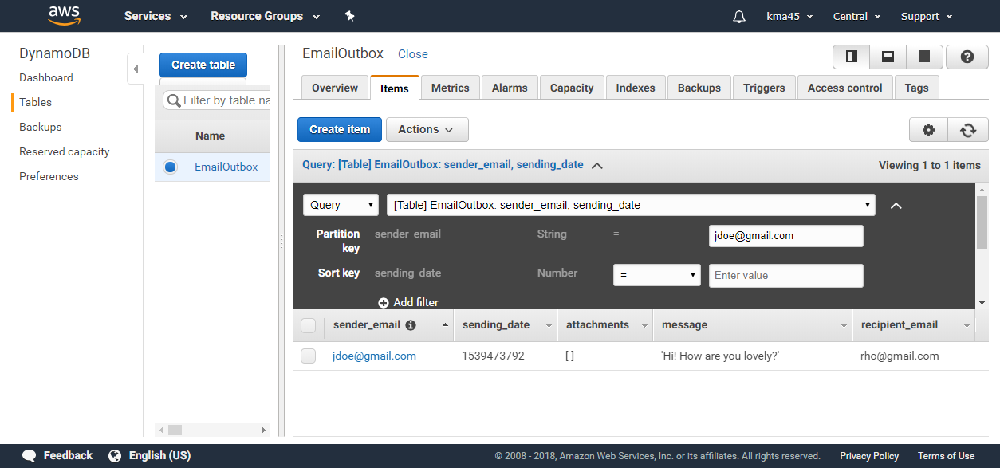 aws Services Resource Groups kma45 Central Support
DynamoDB
Dashboard
Tables
Backups
Reserved capacity
Preferences
Create table
Filter by table na
Name
EmailOutbox
EmailOutbox Close
Overview Items Metrics Alarms Capacity Indexes Backups Triggers Access control Tags
Create item Actions
Query: [Table] EmailOutbox: sender_email, sending_date Viewing 1 to 1 items
Query [Table] EmailOutbox: sender_email, sending_date
Partition key sender_email String = jdoe@gmail.com
Sort key sending_date Number = Enter value
Add filter
sender_email sending_date attachments message recipient_email
jdoe@gmail.com 1539473792 [ ] 'Hi! How are you lovely?' rho@gmail.com
Feedback English (US) © 2008 - 2018, Amazon Web Services, Inc. or its affiliates. All rights reserved. Privacy Policy Terms of Use